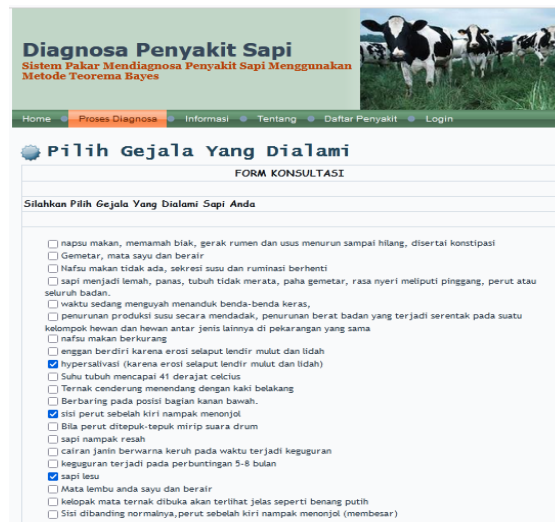 Diagnosa Penyakit Sapi
Sistem Pakar Mendiagnosa Penyakit Sapi Menggunakan
Metode Teorema Bayes
Home Proses Diagnosa Informasi Tentang Daftar Penyakit Login
Pilih Gejala Yang Dialami
FORM KONSULTASI
Silahkan Pilih Gejala Yang Dialami Sapi Anda
napsu makan, memamah biak, gerak rumen dan usus menurun sampai hilang, disertai konstipasi
Gemetar, mata sayu dan berair
Nafsu makan tidak ada, sekresi susu dan ruminasi berhenti
sapi menjadi lemah, panas, tubuh tidak merata, paha gemetar, rasa nyeri meliputi pinggang, perut atau
seluruh badan.
waktu sedang menguyah menanduk benda-benda keras,
penurunan produksi susu secara mendadak, penurunan berat badan yang terjadi serentak pada suatu
kelompok hewan dan hewan antar jenis lainnya di pekarangan yang sama
nafsu makan berkurang
enggan berdiri karena erosi selaput lendir mulut dan lidah
hypersalivasi (karena erosi selaput lendir mulut dan lidah)
Suhu tubuh mencapai 41 derajat celcius
Ternak cenderung menendang dengan kaki belakang
Berbaring pada posisi bagian kanan bawah.
sisi perut sebelah kiri nampak menonjol
Bila perut ditepuk-tepuk mirip suara drum
sapi nampak resah
cairan janin berwarna keruh pada waktu terjadi keguguran
keguguran terjadi pada perbuntingan 5-8 bulan
sapi lesu
Mata lembu anda sayu dan berair
kelopak mata ternak dibuka akan terlihat jelas seperti benang putih
Sisi dibanding normalnya,perut sebelah kiri nampak menonjol (membesar)